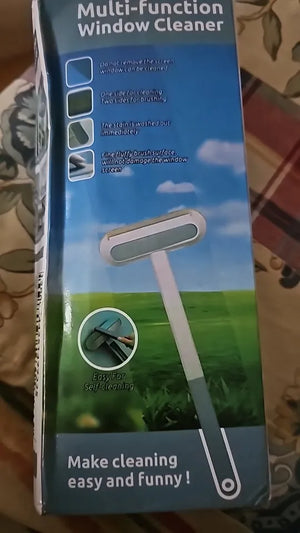 Multi-function
Window Cleaner
Do not remove the screen
window can be cleaned
One side for cleaning
Two sides for brushing
The stain is washed out
immediately
Fine fluffy brush surface
will not damage the window
screen
Easy For
Self-cleaning
Make cleaning
easy and funny !